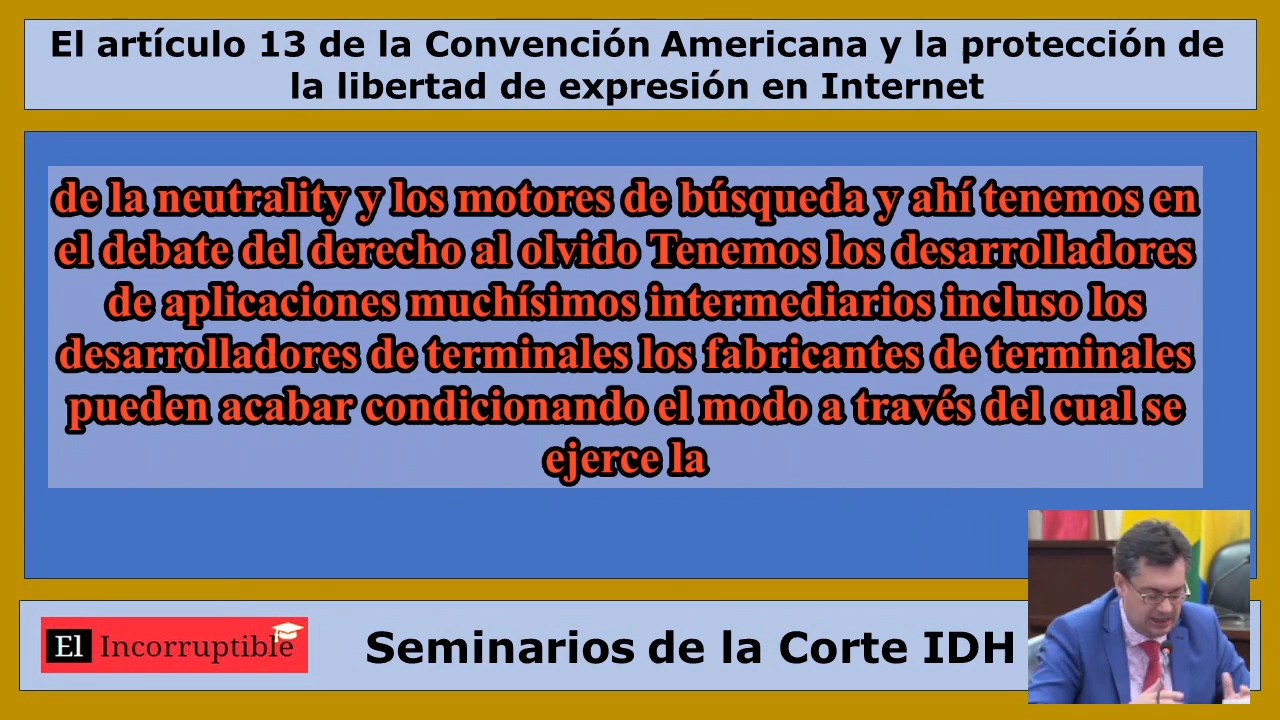 El artículo 13 de la Convención Americana y la protección de
la libertad de expresión en Internet
de la neutrality y los motores de búsqueda y ahí tenemos en
el debate del derecho al olvido Tenemos los desarrolladores
de aplicaciones muchísimos intermediarios incluso los
desarrolladores de terminales los fabricantes de terminales
pueden acabar condicionando el modo a través del cual se
ejerce la
El Incorruptible
Seminarios de la Corte IDH